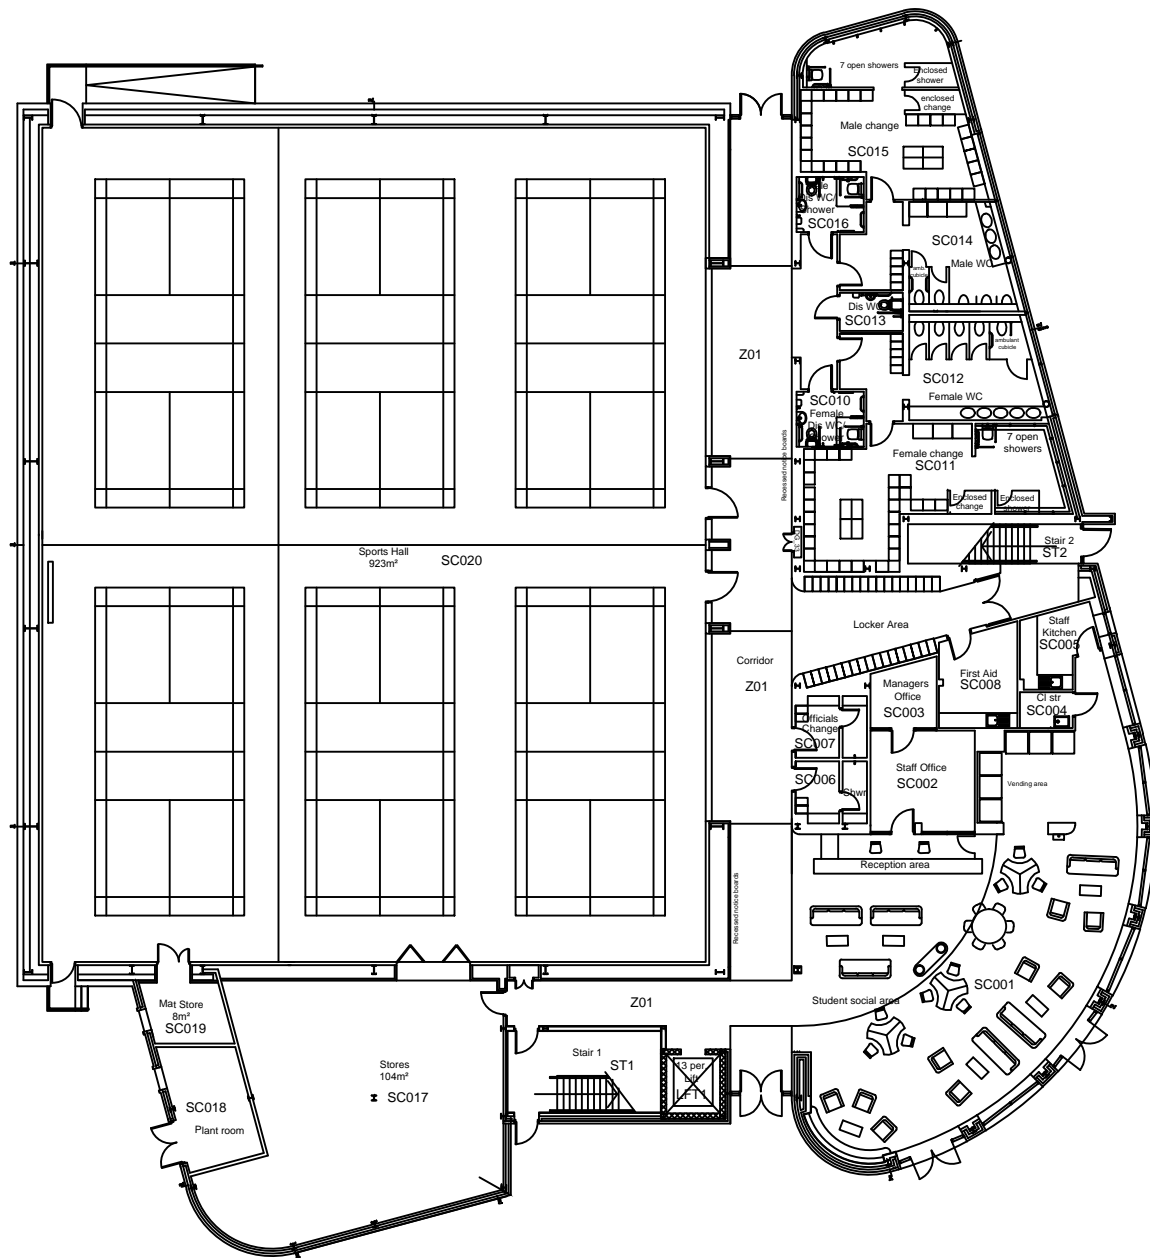 7 open showers
Enclosed
shower
enclosed
change
Male change
SC015
Dis WC/
Shower
SC016
SC014
Male WC
amb.
cubicle
Dis WC
SC013
ambulant
cubicle
Z01
SC012
Female WC
SC010
Female
Dis WC/
Shower
Recessed notice boards
Female change
SC011
7 open
showers
Enclosed
change
Enclosed
shower
Stair 2
ST2
Sports Hall
923m²
SC020
Locker Area
Staff
Kitchen
SC005
Corridor
Z01
First Aid
SC008
Managers
Office
SC003
Cl str
SC004
Officials
Change
SC007
Staff Office
SC002
SC006
Shwr
Vending area
Reception area
Recessed notice boards
SC001
Student social area
Z01
Mat Store
8m²
SC019
Stair 1
ST1
13 per.
Lift
LFT1
Stores
104m²
SC017
SC018
Plant room